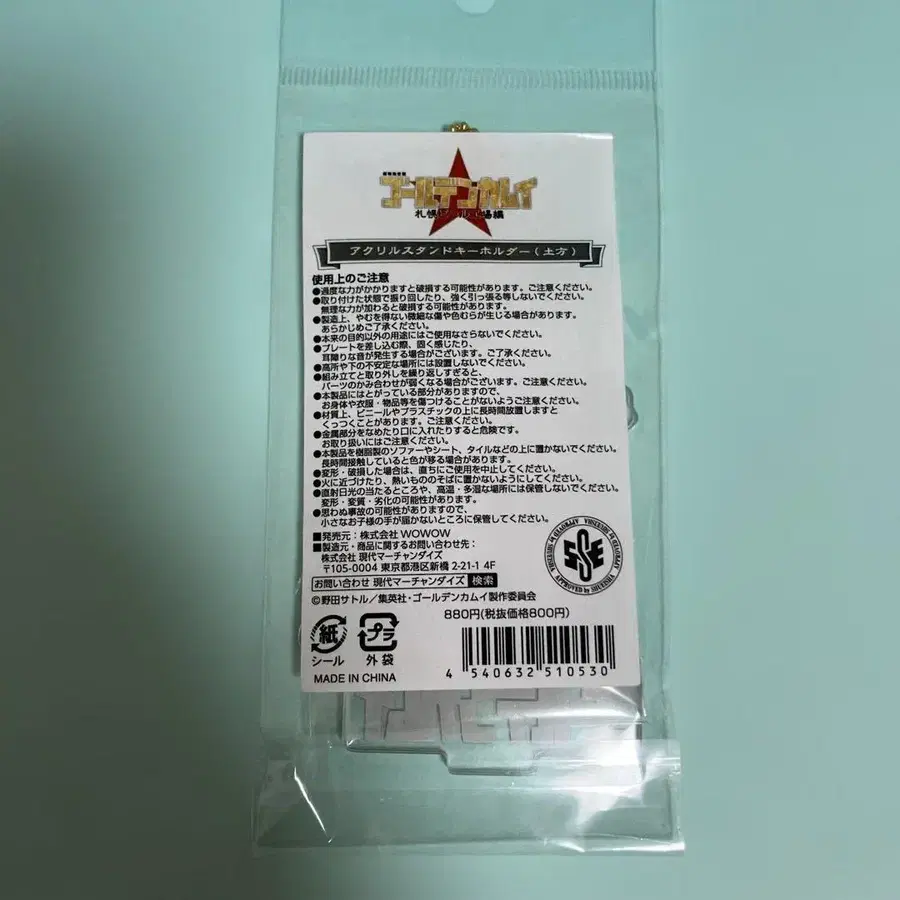 ゴールデンカムイ
札幌
アクリルスタンドキーホルダー(土方)
使用上のご注意
●過度な力がかかりますと破損する可能性があります。ご注意ください。
●取り付けた状態で振り回したり、強く引っ張る等しないでください。
無理な力が加わると破損する可能性があります。
●製造上、やむを得ない微細な傷や色むらが生じる場合があります。
あらかじめご了承ください。
●本来の目的以外の用途にはご使用なさらないでください。
●プレートを差し込む際、固く感じたり、
耳障りな音が発生する場合がございます。ご了承ください。
●高所や下の不安定な場所には設置しないでください。
●組み立てと取り外しを繰り返しすぎると、
パーツのかみ合わせが弱くなる場合がございます。ご注意ください。
●本製品にはとがっている部分がありますので、
お身体や衣服・物品等を傷つけることがないようご注意ください。
●材質上、ビニールやプラスチックの上に長時間放置しますと
くっつくことがあります。ご注意ください。
●金属部分をなめたり口に入れたりすると危険です。
お取り扱いにはご注意ください。
●本製品を樹脂製のソファーやシート、タイルなどの上に置かないでください。
長時間接触していると色が移る場合があります。
●変形・破損した場合は、直ちにご使用を中止してください。
●火に近づけたり、熱いもののそばに置かないようにしてください。
●直射日光の当たるところや、高温・多湿な場所には保管しないでください。
変形・変質・劣化の可能性があります。
●思わぬ事故の可能性がありますので、
小さなお子様の手が届かないところに保管してください。
■発売元：株式会社 WOWOW
■製造元・商品に関するお問い合わせ先：
株式会社 現代マーチャンダイズ
〒105-0004 東京都港区新橋 2-21-1 4F
お問い合わせ 現代マーチャンダイズ 検索
©野田サトル／集英社・ゴールデンカムイ製作委員会
880円(税抜価格800円)
紙
シール
プラ
外袋
MADE IN CHINA
4 540632 510530
SSE
APPROVED by SHUEISHA